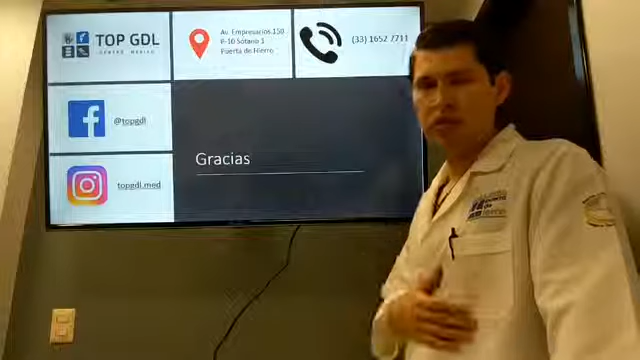 TOP GDL
CENTRO MÉDICO
Av. Empresarios 150
P-10 Sótano 1
Puerta de Hierro
(33) 1652 7711
@topgdl
Gracias
topgdl.med